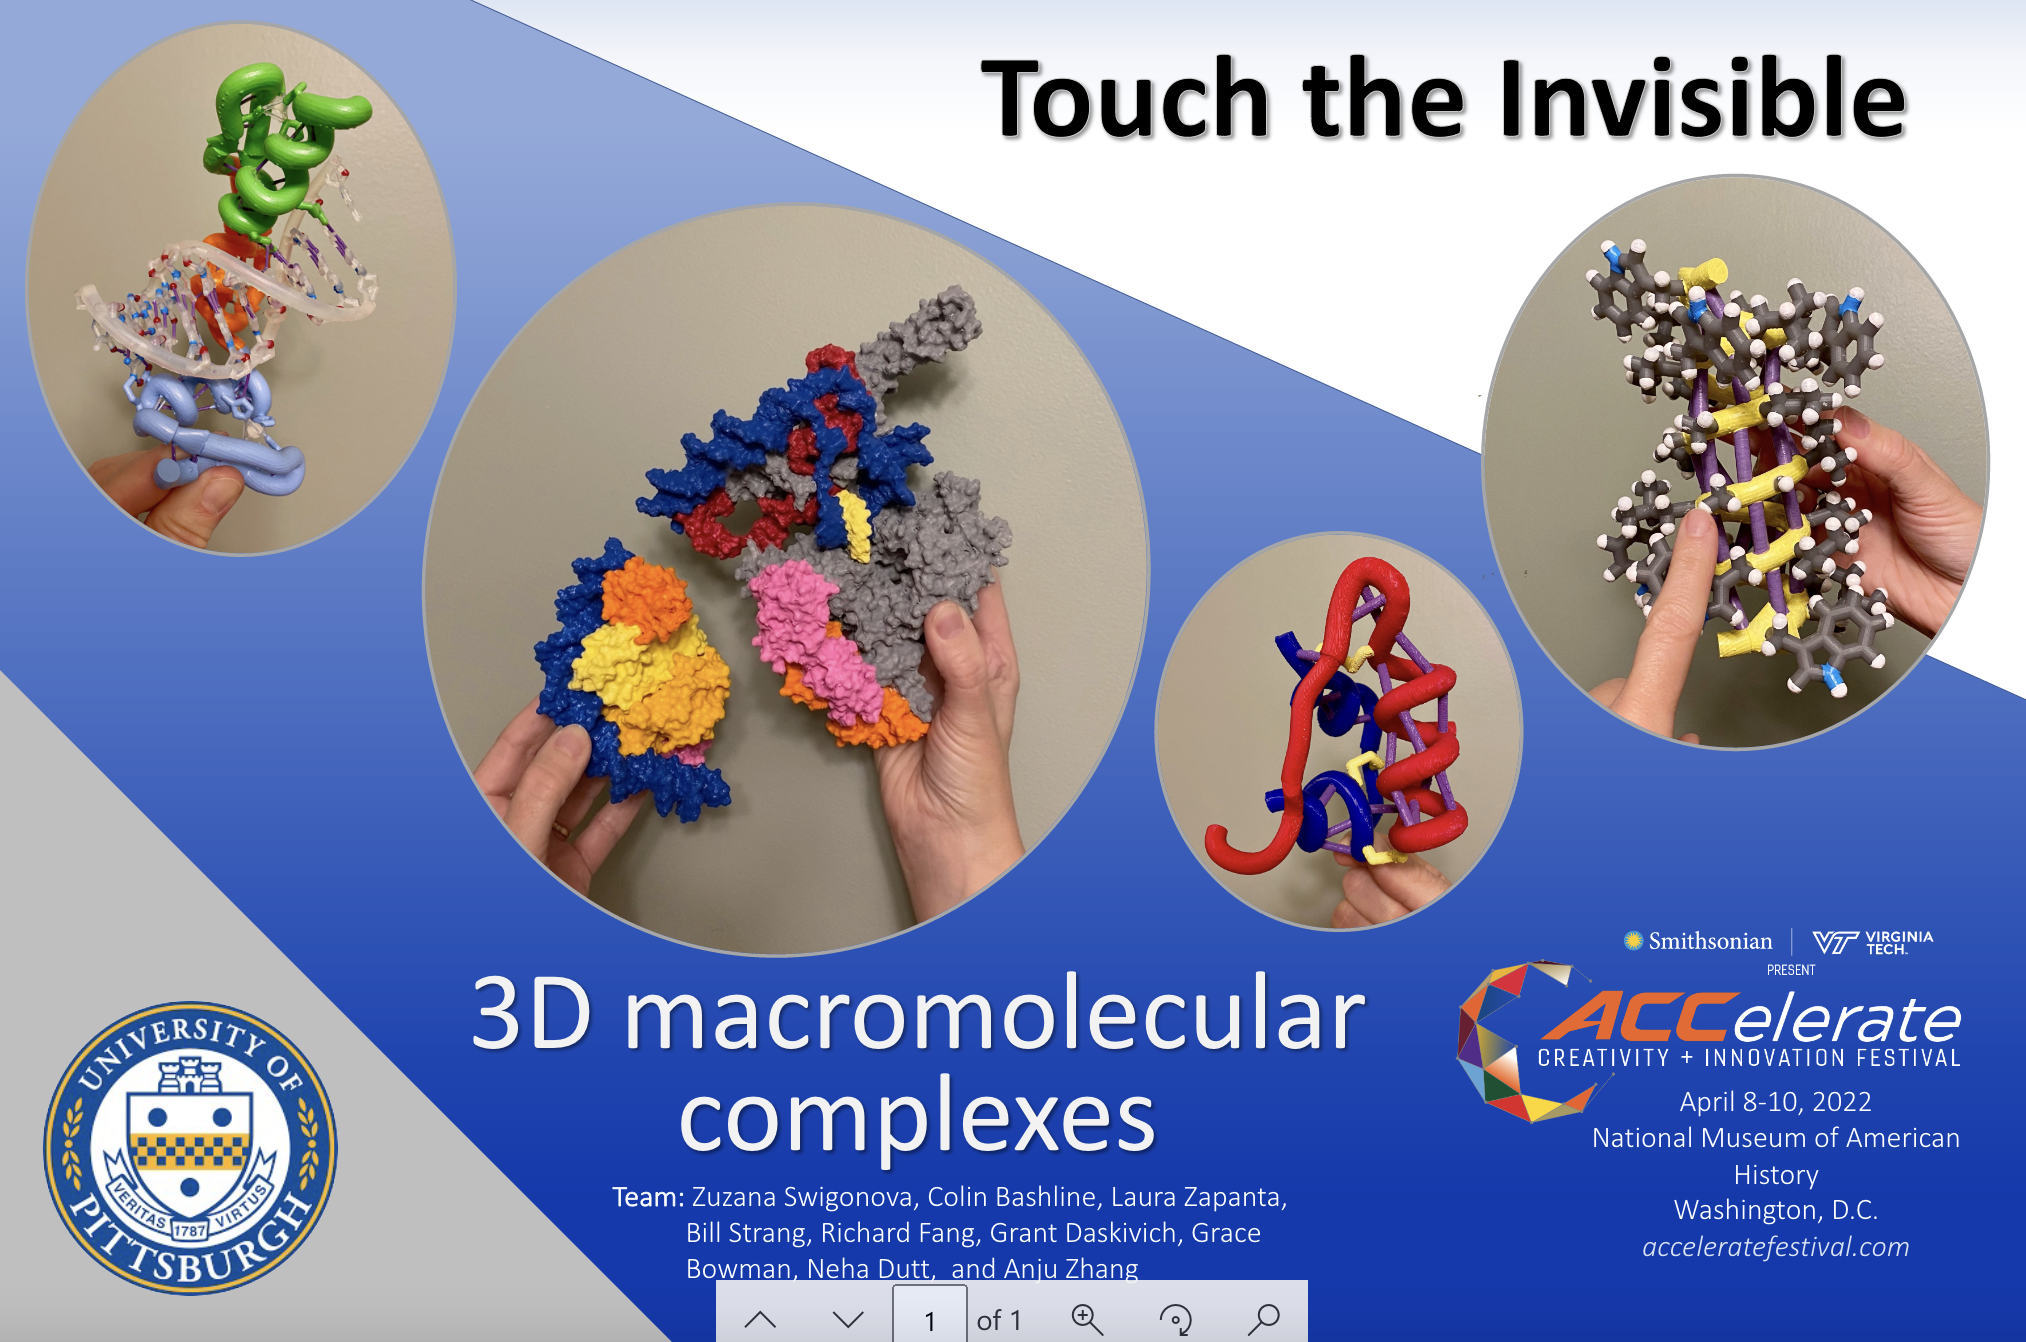 Touch the Invisible
3D macromolecular
complexes
Team: Zuzana Swigonova, Colin Bashline, Laura Zapanta,
Bill Strang, Richard Fang, Grant Daskivich, Grace
Bowman, Neha Dutt, and Anju Zhang
UNIVERSITY OF
PITTSBURGH
VERITAS 1787 VIRTUS
Smithsonian
VT VIRGINIA
TECH
PRESENT
ACCelerate
CREATIVITY + INNOVATION FESTIVAL
April 8-10, 2022
National Museum of American
History
Washington, D.C.
acceleratefestival.com
1 of 1